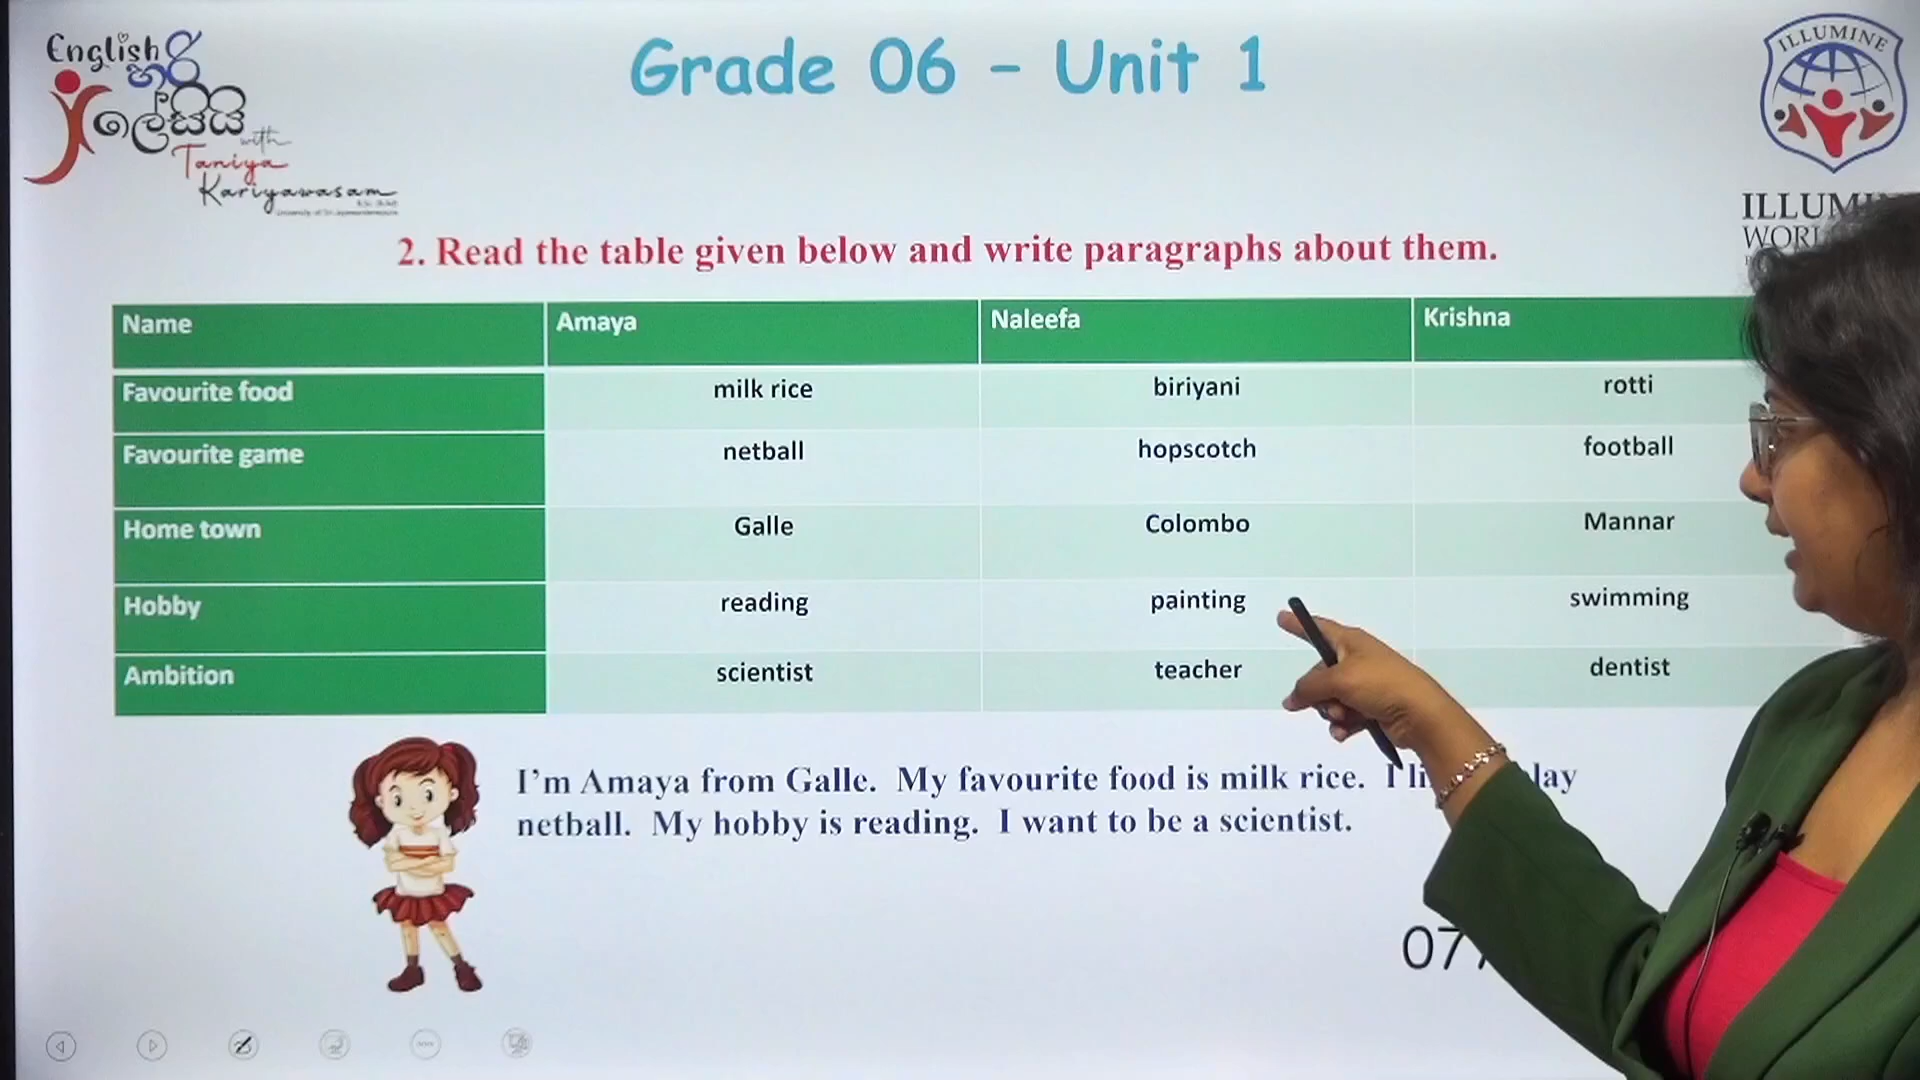 English හරි
ලේසියි
with
Taniya
Kariyawasam
Grade 06 - Unit 1
ILLUMINE
2. Read the table given below and write paragraphs about them.
Name Amaya Naleefa Krishna
Favourite food milk rice biriyani rotti
Favourite game netball hopscotch football
Home town Galle Colombo Mannar
Hobby reading painting swimming
Ambition scientist teacher dentist
I'm Amaya from Galle. My favourite food is milk rice. I
netball. My hobby is reading. I want to be a scientist.